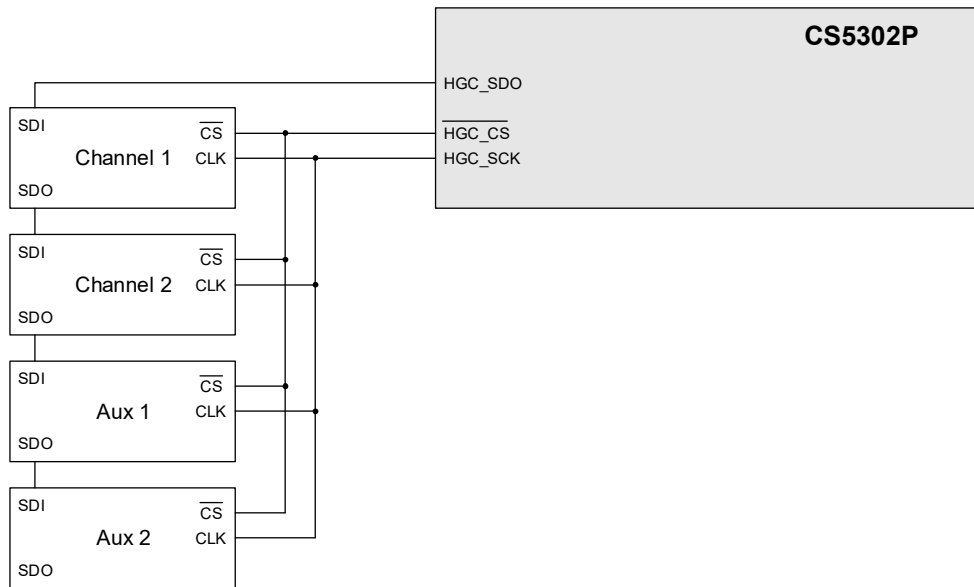 CS5302P
HGC_SDO
HGC_CS
HGC_SCK
SDI
CS
Channel 1
CLK
SDO
SDI
CS
Channel 2
CLK
SDO
SDI
CS
Aux 1
CLK
SDO
SDI
CS
Aux 2
CLK
SDO